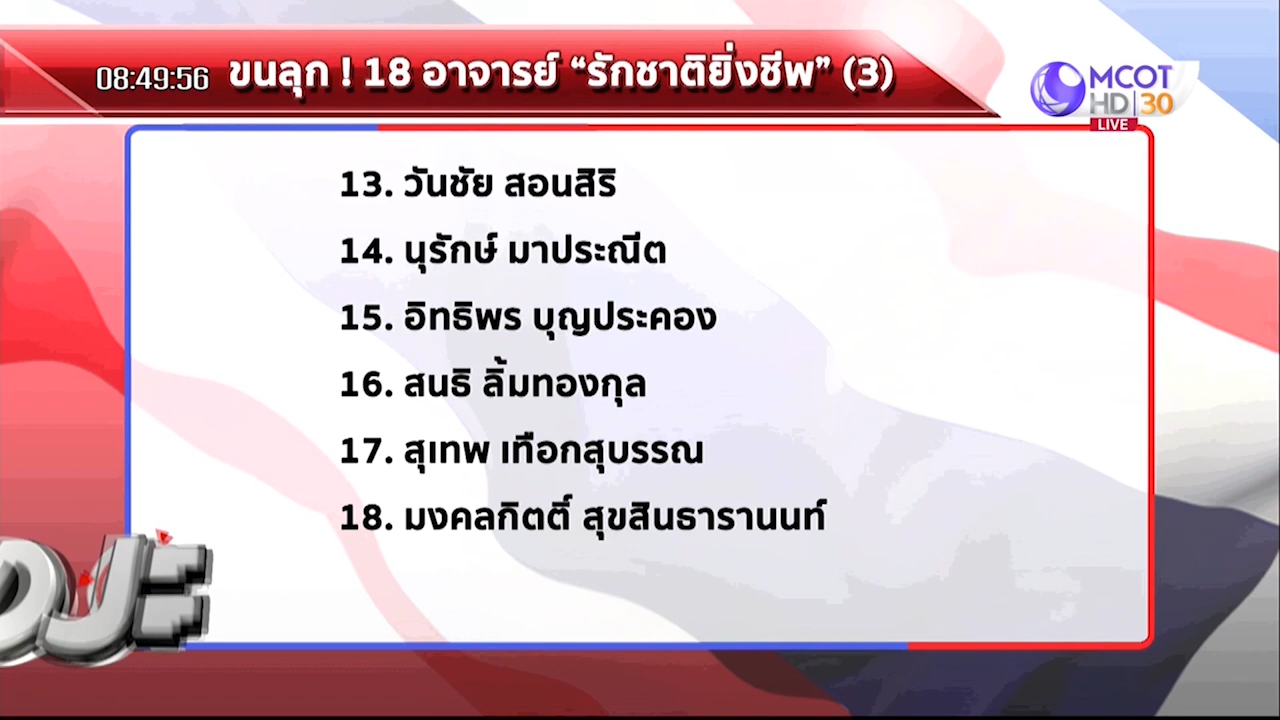 08:49:56 ขนลุก ! 18 อาจารย์ “รักชาติยิ่งชีพ” (3)
MCOT
HD 30
LIVE
13. วันชัย สอนสิริ
14. นุรักษ์ มาประณีต
15. อิทธิพร บุญประคอง
16. สนธิ ลิ้มทองกุล
17. สุเทพ เทือกสุบรรณ
18. มงคลกิตติ์ สุขสินธารานนท์